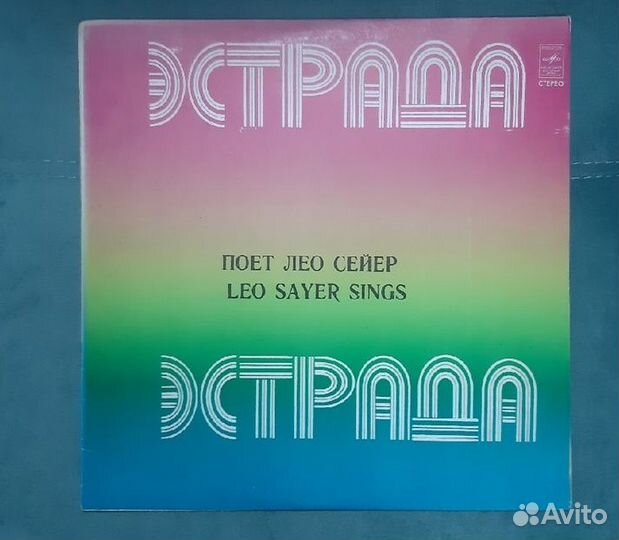 ЭСТРАДА
СТЕРЕО
ПОЕТ ЛЕО СЕЙЕР
LEO SAYER SINGS
ЭСТРАДА
Avito